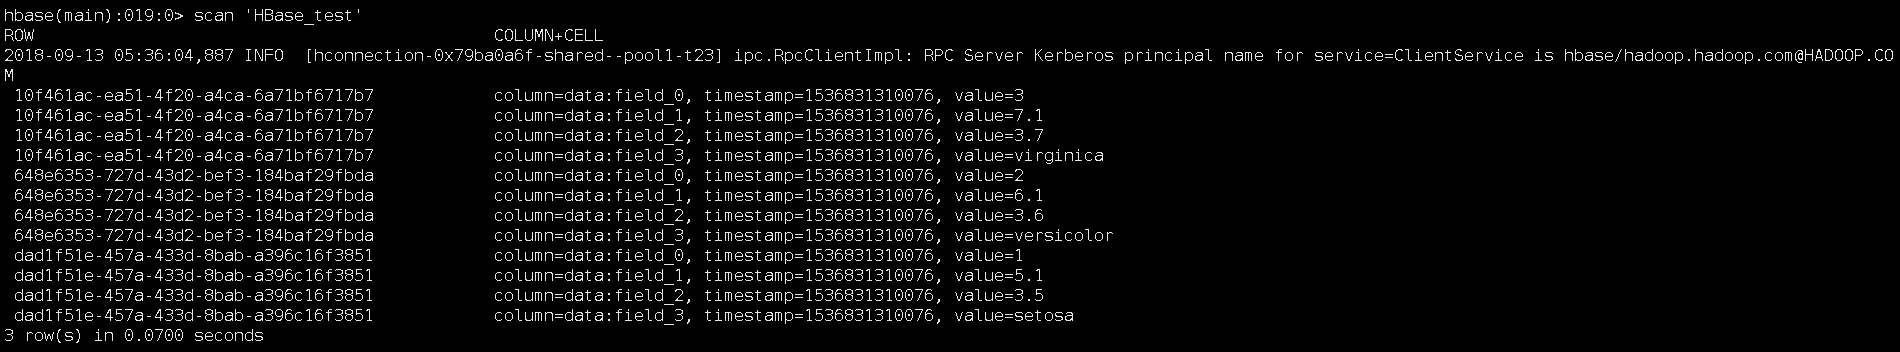 hbase(main):019:0> scan 'HBase_test'
ROW COLUMN+CELL
2018-09-13 05:36:04,887 INFO [hconnection-0x79ba0a6f-shared--pool1-t23] ipc.RpcClientImpl: RPC Server Kerberos principal name for service=ClientService is hbase/hadoop.hadoop.com@HADOOP.CO
M
10f461ac-ea51-4f20-a4ca-6a71bf6717b7 column=data:field_0, timestamp=1536831310076, value=3
10f461ac-ea51-4f20-a4ca-6a71bf6717b7 column=data:field_1, timestamp=1536831310076, value=7.1
10f461ac-ea51-4f20-a4ca-6a71bf6717b7 column=data:field_2, timestamp=1536831310076, value=3.7
10f461ac-ea51-4f20-a4ca-6a71bf6717b7 column=data:field_3, timestamp=1536831310076, value=virginica
648e6353-727d-43d2-bef3-184baf29fbda column=data:field_0, timestamp=1536831310076, value=2
648e6353-727d-43d2-bef3-184baf29fbda column=data:field_1, timestamp=1536831310076, value=6.1
648e6353-727d-43d2-bef3-184baf29fbda column=data:field_2, timestamp=1536831310076, value=3.6
648e6353-727d-43d2-bef3-184baf29fbda column=data:field_3, timestamp=1536831310076, value=versicolor
dad1f51e-457a-433d-8bab-a396c16f3851 column=data:field_0, timestamp=1536831310076, value=1
dad1f51e-457a-433d-8bab-a396c16f3851 column=data:field_1, timestamp=1536831310076, value=5.1
dad1f51e-457a-433d-8bab-a396c16f3851 column=data:field_2, timestamp=1536831310076, value=3.5
dad1f51e-457a-433d-8bab-a396c16f3851 column=data:field_3, timestamp=1536831310076, value=setosa
3 row(s) in 0.0700 seconds